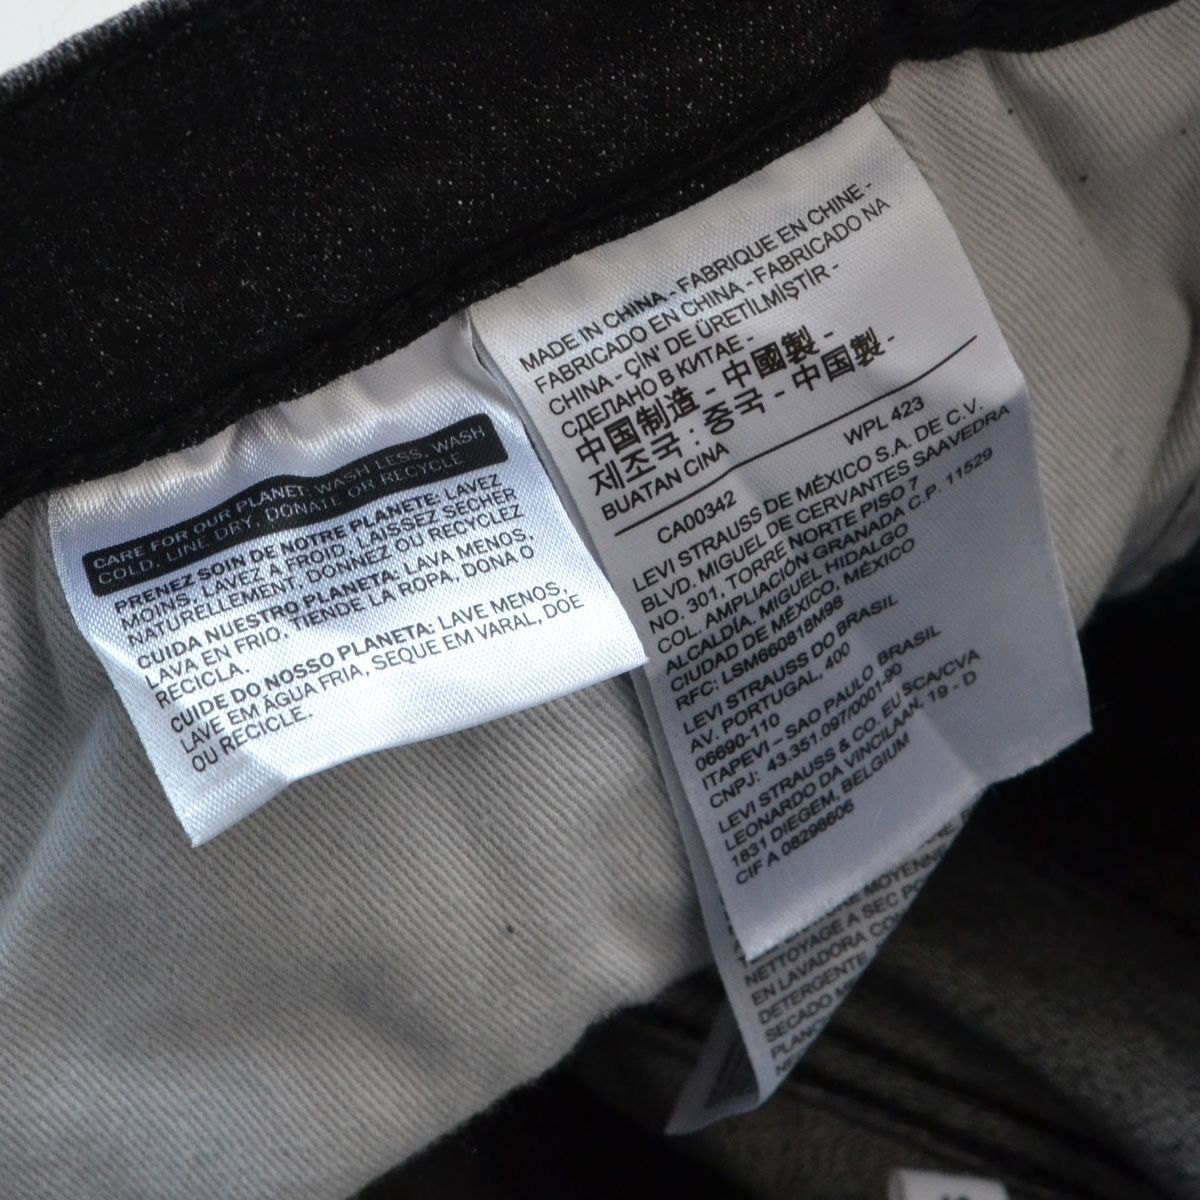 CARE FOR OUR PLANET: WASH LESS, WASH
COLD, LINE DRY, DONATE OR RECYCLE
PRENEZ SOIN DE NOTRE PLANETE: LAVEZ
MOINS, LAVEZ À FROID, LAISSEZ SÉCHER
NATURELLEMENT, DONNEZ OU RECYCLEZ
CUIDA NUESTRO PLANETA: LAVA MENOS,
LAVA EN FRIO, TIENDE LA ROPA, DONA O
RECICLA.
CUIDE DO NOSSO PLANETA: LAVE MENOS,
LAVE EM ÁGUA FRIA, SEQUE EM VARAL, DOE
OU RECICLE.
MADE IN CHINA - FABRIQUE EN CHINE -
FABRICADO EN CHINA - FABRICADO NA
CHINA - ÇİN' DE ÜRETİLMİŞTİR -
СДЕЛАНО В КИТАЕ -
中国制造 - 中國製 -
제조국 : 중국 - 中国製 -
BUATAN CINA
CA00342 WPL 423
LEVI STRAUSS DE MÉXICO S.A. DE C.V.
BLVD. MIGUEL DE CERVANTES SAAVEDRA
NO. 301, TORRE NORTE PISO 7
COL. AMPLIACIÓN GRANADA C.P. 11529
ALCALDÍA. MIGUEL HIDALGO
CIUDAD DE MÉXICO, MÉXICO
RFC: LSM660818M98
LEVI STRAUSS DO BRASIL
AV. PORTUGAL, 400
06690-110
ITAPEVI – SAO PAULO BRASIL
CNPJ: 43.351.097/0001-90
LEVI STRAUSS & CO. EU SCA/CVA
LEONARDO DA VINCILAAN, 19 - D
1831 DIEGEM, BELGIUM
CIF A 08298606
MOYENNE
NETTOYAGE A SEC
EN LAVADORA
DETERGENTE
SECADO